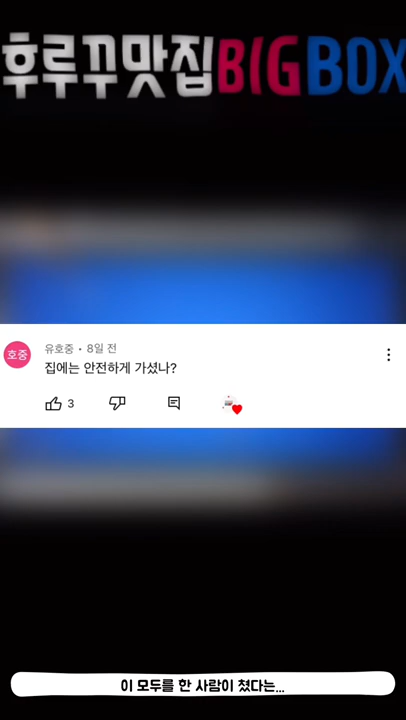 후루꾸맛집BIGBOX
호중
유호중 • 8일 전
집에는 안전하게 가셨나?
3
이 모두를 한 사람이 쳤다는...